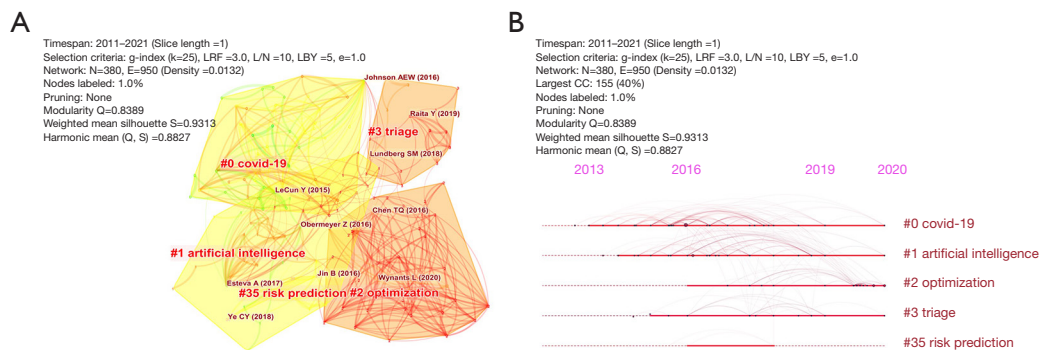 A
Timespan: 2011–2021 (Slice length =1)
Selection criteria: g-index (k=25), LRF =3.0, L/N =10, LBY =5, e=1.0
Network: N=380, E=950 (Density =0.0132)
Nodes labeled: 1.0%
Pruning: None
Modularity Q=0.8389
Weighted mean silhouette S=0.9313
Harmonic mean (Q, S) =0.8827
Johnson AEW (2016)
Raita Y (2019)
#3 triage
Lundberg SM (2018)
#0 covid-19
LeCun Y (2015)
Chen TQ (2016)
Obermeyer Z (2016)
#1 artificial intelligence
Jin B (2016)
Wynants L (2020)
Esteva A (2017)
#35 risk prediction
#2 optimization
Ye CY (2018)
B
Timespan: 2011–2021 (Slice length =1)
Selection criteria: g-index (k=25), LRF =3.0, L/N =10, LBY =5, e=1.0
Network: N=380, E=950 (Density =0.0132)
Largest CC: 155 (40%)
Nodes labeled: 1.0%
Pruning: None
Modularity Q=0.8389
Weighted mean silhouette S=0.9313
Harmonic mean (Q, S) =0.8827
2013 2016 2019 2020
#0 covid-19
#1 artificial intelligence
#2 optimization
#3 triage
#35 risk prediction